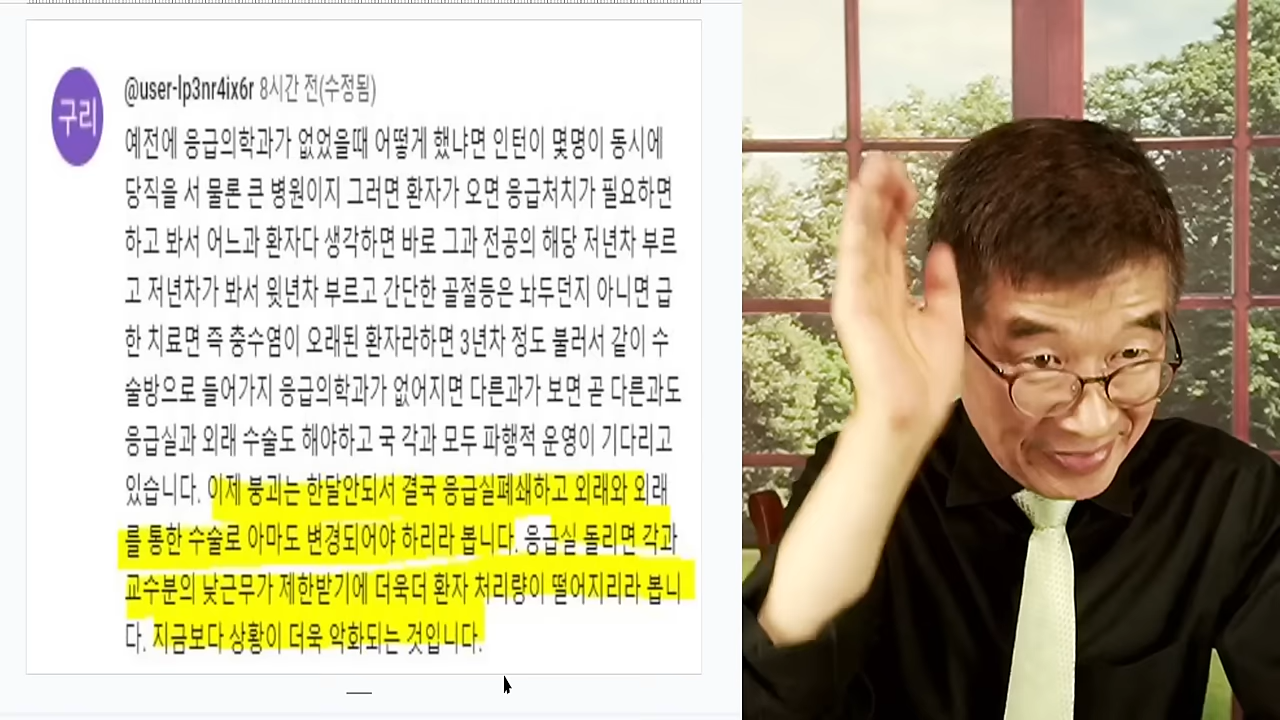 구리
@user-lp3nr4ix6r 8시간 전(수정됨)
예전에 응급의학과가 없었을때 어떻게 했냐면 인턴이 몇명이 동시에
당직을 서 물론 큰 병원이지 그러면 환자가 오면 응급처치가 필요하면
하고 봐서 어느과 환자다 생각하면 바로 그과 전공의 해당 저년차 부르
고 저년차가 봐서 윗년차 부르고 간단한 골절등은 놔두던지 아니면 급
한 치료면 즉 충수염이 오래된 환자라하면 3년차 정도 불러서 같이 수
술방으로 들어가지 응급의학과가 없어지면 다른과가 보면 곧 다른과도
응급실과 외래 수술도 해야하고 국 각과 모두 파행적 운영이 기다리고
있습니다. 이제 붕괴는 한달안되서 결국 응급실폐쇄하고 외래와 외래
를 통한 수술로 아마도 변경되어야 하리라 봅니다. 응급실 돌리면 각과
교수분의 낮근무가 제한받기에 더욱더 환자 처리량이 떨어지리라 봅니
다. 지금보다 상황이 더욱 악화되는 것입니다.